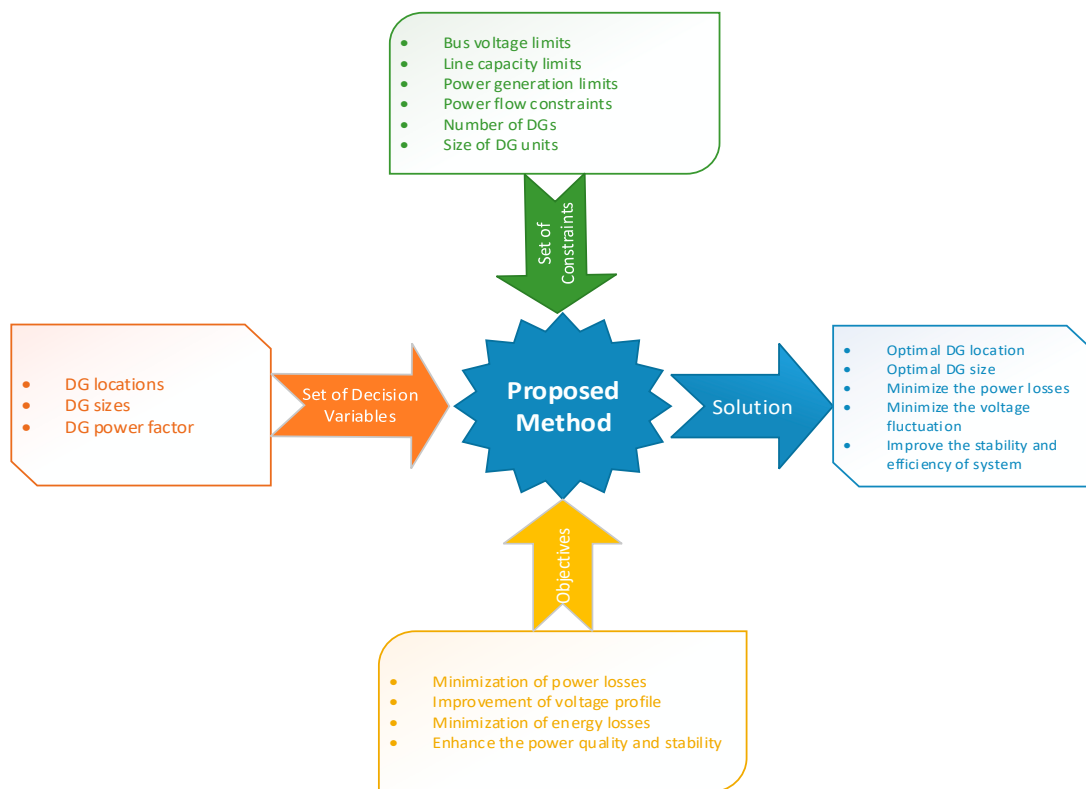 • Bus voltage limits
• Line capacity limits
• Power generation limits
• Power flow constraints
• Number of DGs
• Size of DG units
Set of
Constraints
• DG locations
• DG sizes
• DG power factor
Set of Decision
Variables
Proposed
Method
Solution
• Optimal DG location
• Optimal DG size
• Minimize the power losses
• Minimize the voltage
fluctuation
• Improve the stability and
efficiency of system
Objectives
• Minimization of power losses
• Improvement of voltage profile
• Minimization of energy losses
• Enhance the power quality and stability